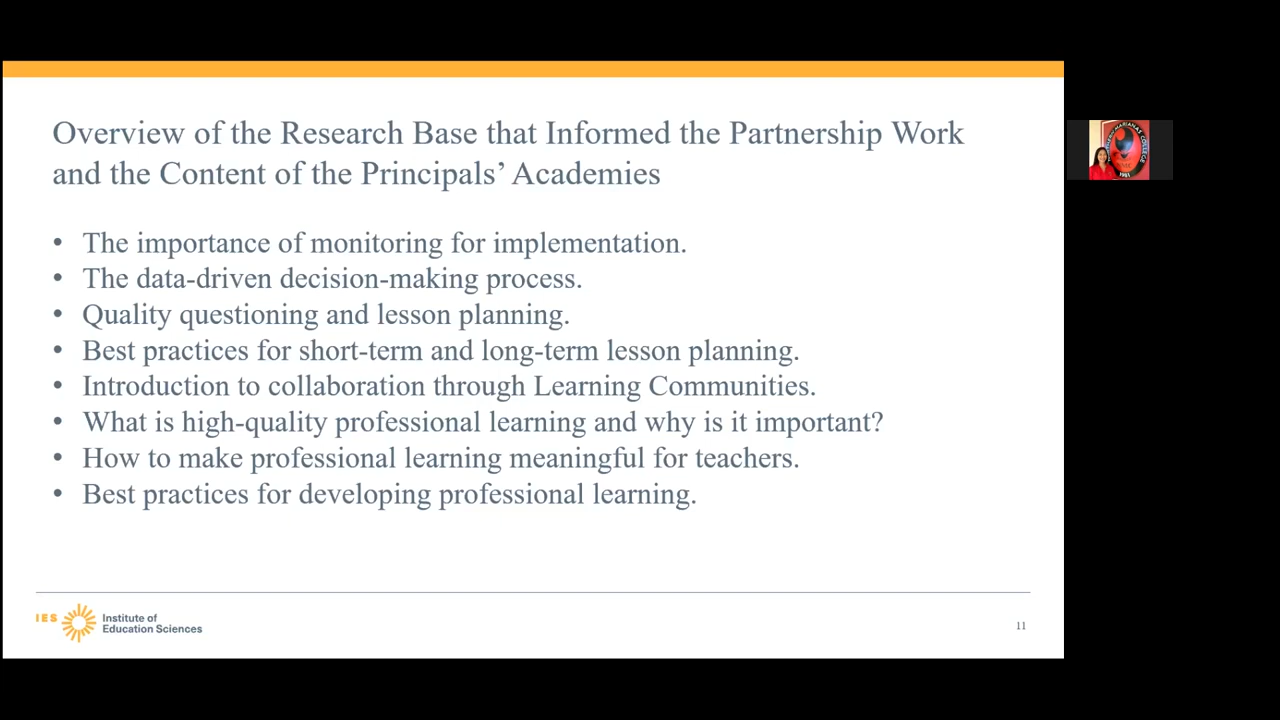 Overview of the Research Base that Informed the Partnership Work
and the Content of the Principals’ Academies
• The importance of monitoring for implementation.
• The data-driven decision-making process.
• Quality questioning and lesson planning.
• Best practices for short-term and long-term lesson planning.
• Introduction to collaboration through Learning Communities.
• What is high-quality professional learning and why is it important?
• How to make professional learning meaningful for teachers.
• Best practices for developing professional learning.
IES
Institute of
Education Sciences
11
MARIANAS COLLEGE
1981